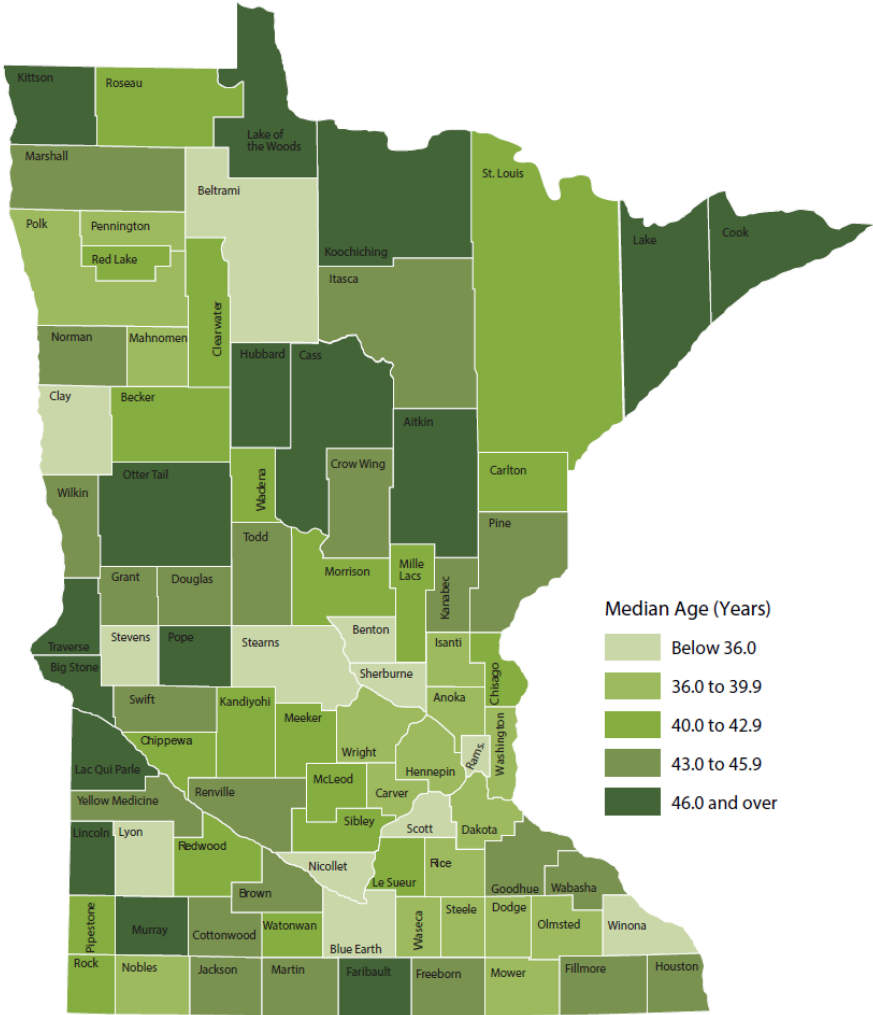 Kittson
Roseau
Lake of
the Woods
Marshall
Beltrami
St. Louis
Polk
Pennington
Red Lake
Koochiching
Lake
Cook
Itasca
Clearwater
Norman
Mahnomen
Hubbard
Cass
Clay
Becker
Aitkin
Otter Tail
Crow Wing
Carlton
Wilkin
Wadena
Pine
Todd
Morrison
Mille
Lacs
Kanabec
Grant
Douglas
Traverse
Stevens
Pope
Stearns
Benton
Isanti
Big Stone
Sherburne
Chisago
Swift
Kandiyohi
Meeker
Anoka
Washington
Chippewa
Wright
Rams.
Lac Qui Parle
Hennepin
McLeod
Carver
Renville
Yellow Medicine
Sibley
Scott
Dakota
Lincoln
Lyon
Redwood
Nicollet
Le Sueur
Rice
Goodhue
Wabasha
Brown
Pipestone
Murray
Cottonwood
Watonwan
Blue Earth
Waseca
Steele
Dodge
Olmsted
Winona
Rock
Nobles
Jackson
Martin
Faribault
Freeborn
Mower
Fillmore
Houston
Median Age (Years)
Below 36.0
36.0 to 39.9
40.0 to 42.9
43.0 to 45.9
46.0 and over